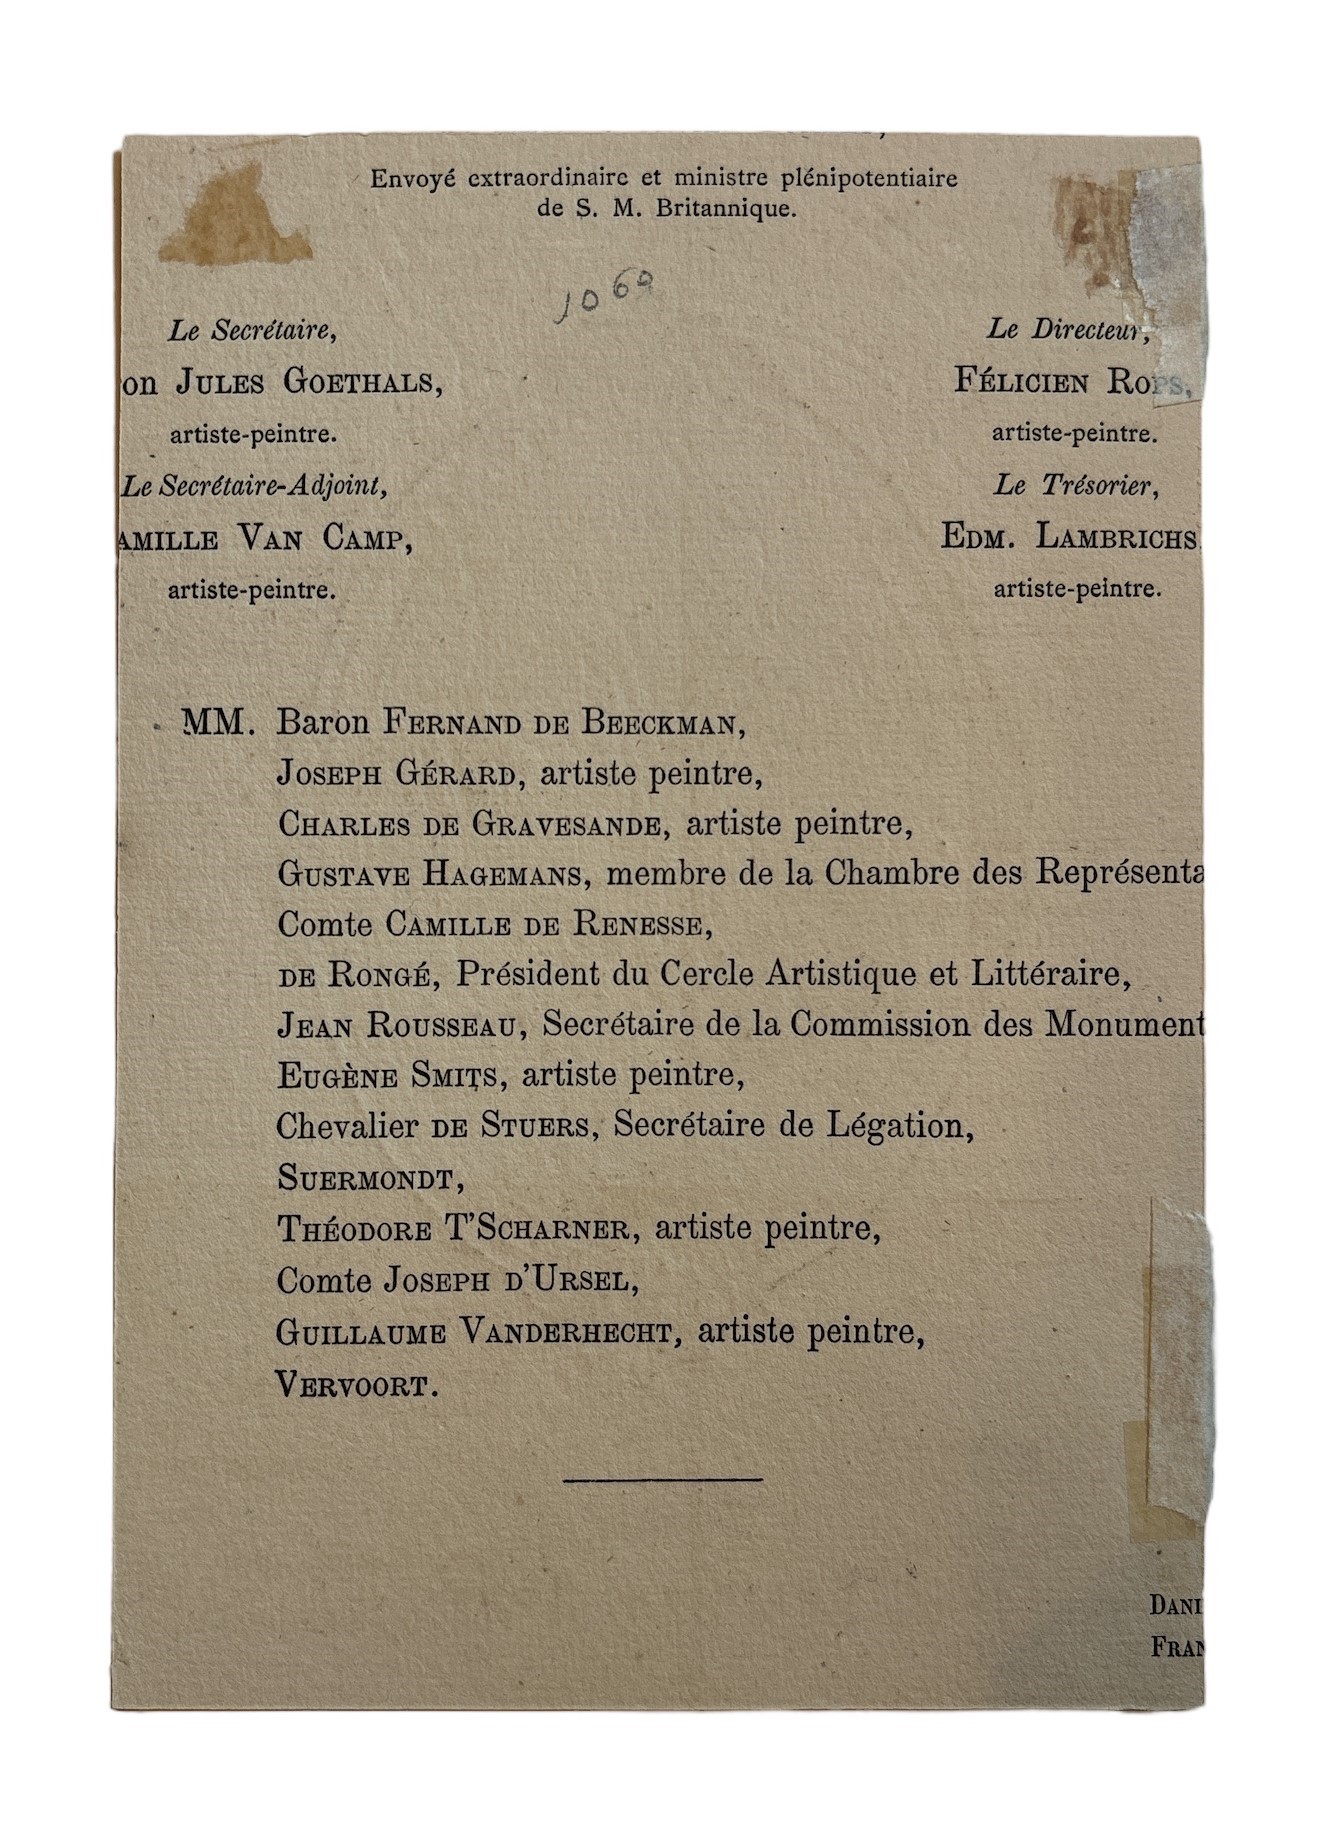 Envoyé extraordinaire et ministre plénipotentiaire
de S. M. Britannique.
1069
Le Secrétaire,
on Jules Goethals,
artiste-peintre.
Le Secrétaire-Adjoint,
amille Van Camp,
artiste-peintre.
Le Directeur,
Félicien Rops,
artiste-peintre.
Le Trésorier,
Edm. Lambrichs
artiste-peintre.
MM. Baron Fernand de Beeckman,
Joseph Gérard, artiste peintre,
Charles de Gravesande, artiste peintre,
Gustave Hagemans, membre de la Chambre des Représenta
Comte Camille de Renesse,
de Rongé, Président du Cercle Artistique et Littéraire,
Jean Rousseau, Secrétaire de la Commission des Monument
Eugène Smits, artiste peintre,
Chevalier de Stuers, Secrétaire de Légation,
Suermondt,
Théodore T'Scharner, artiste peintre,
Comte Joseph d'Ursel,
Guillaume Vanderhecht, artiste peintre,
Vervoort.
Dani
Fran